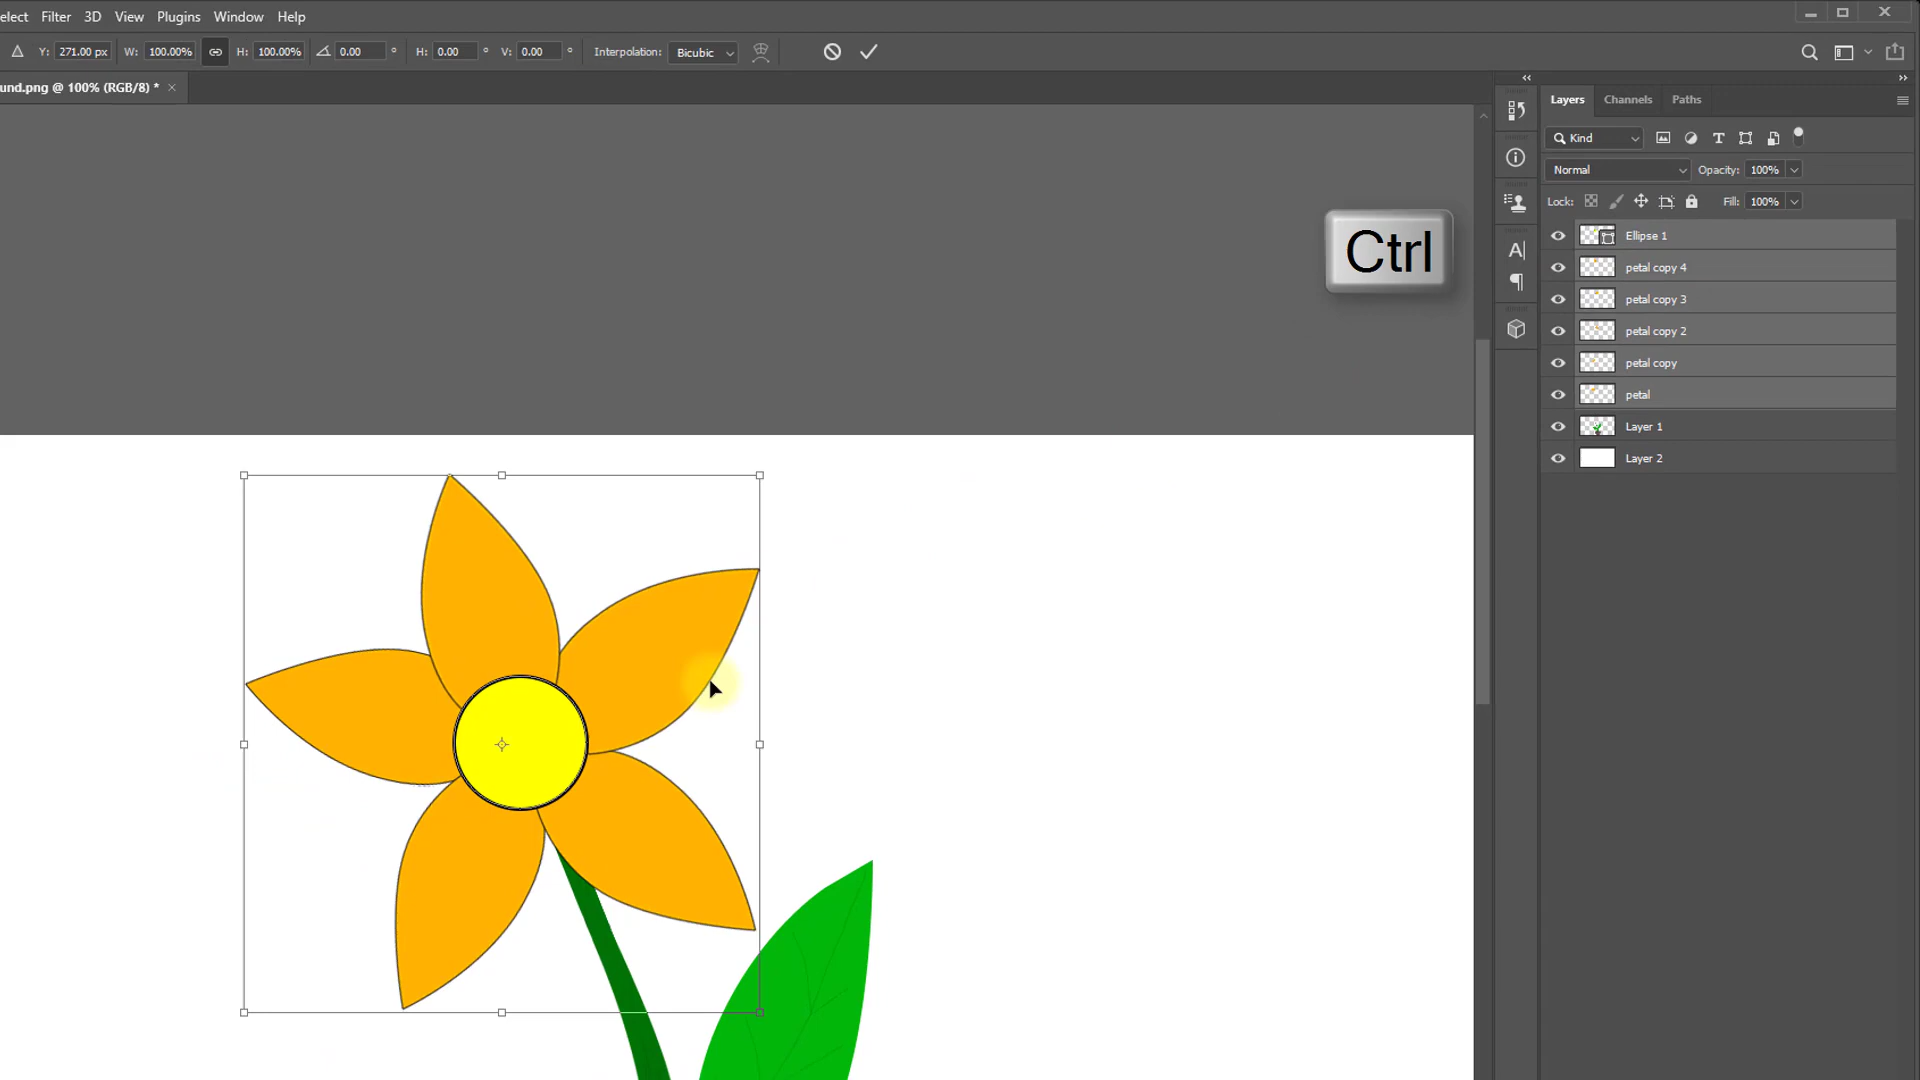 elect Filter 3D View Plugins Window Help
Y: 271.00 px W: 100.00% H: 100.00% 0.00 ° H: 0.00 ° V: 0.00 ° Interpolation: Bicubic
und.png @ 100% (RGB/8) *
Layers Channels Paths
Kind
Normal Opacity: 100%
Lock: Fill: 100%
Ctrl
Ellipse 1
petal copy 4
petal copy 3
petal copy 2
petal copy
petal
Layer 1
Layer 2